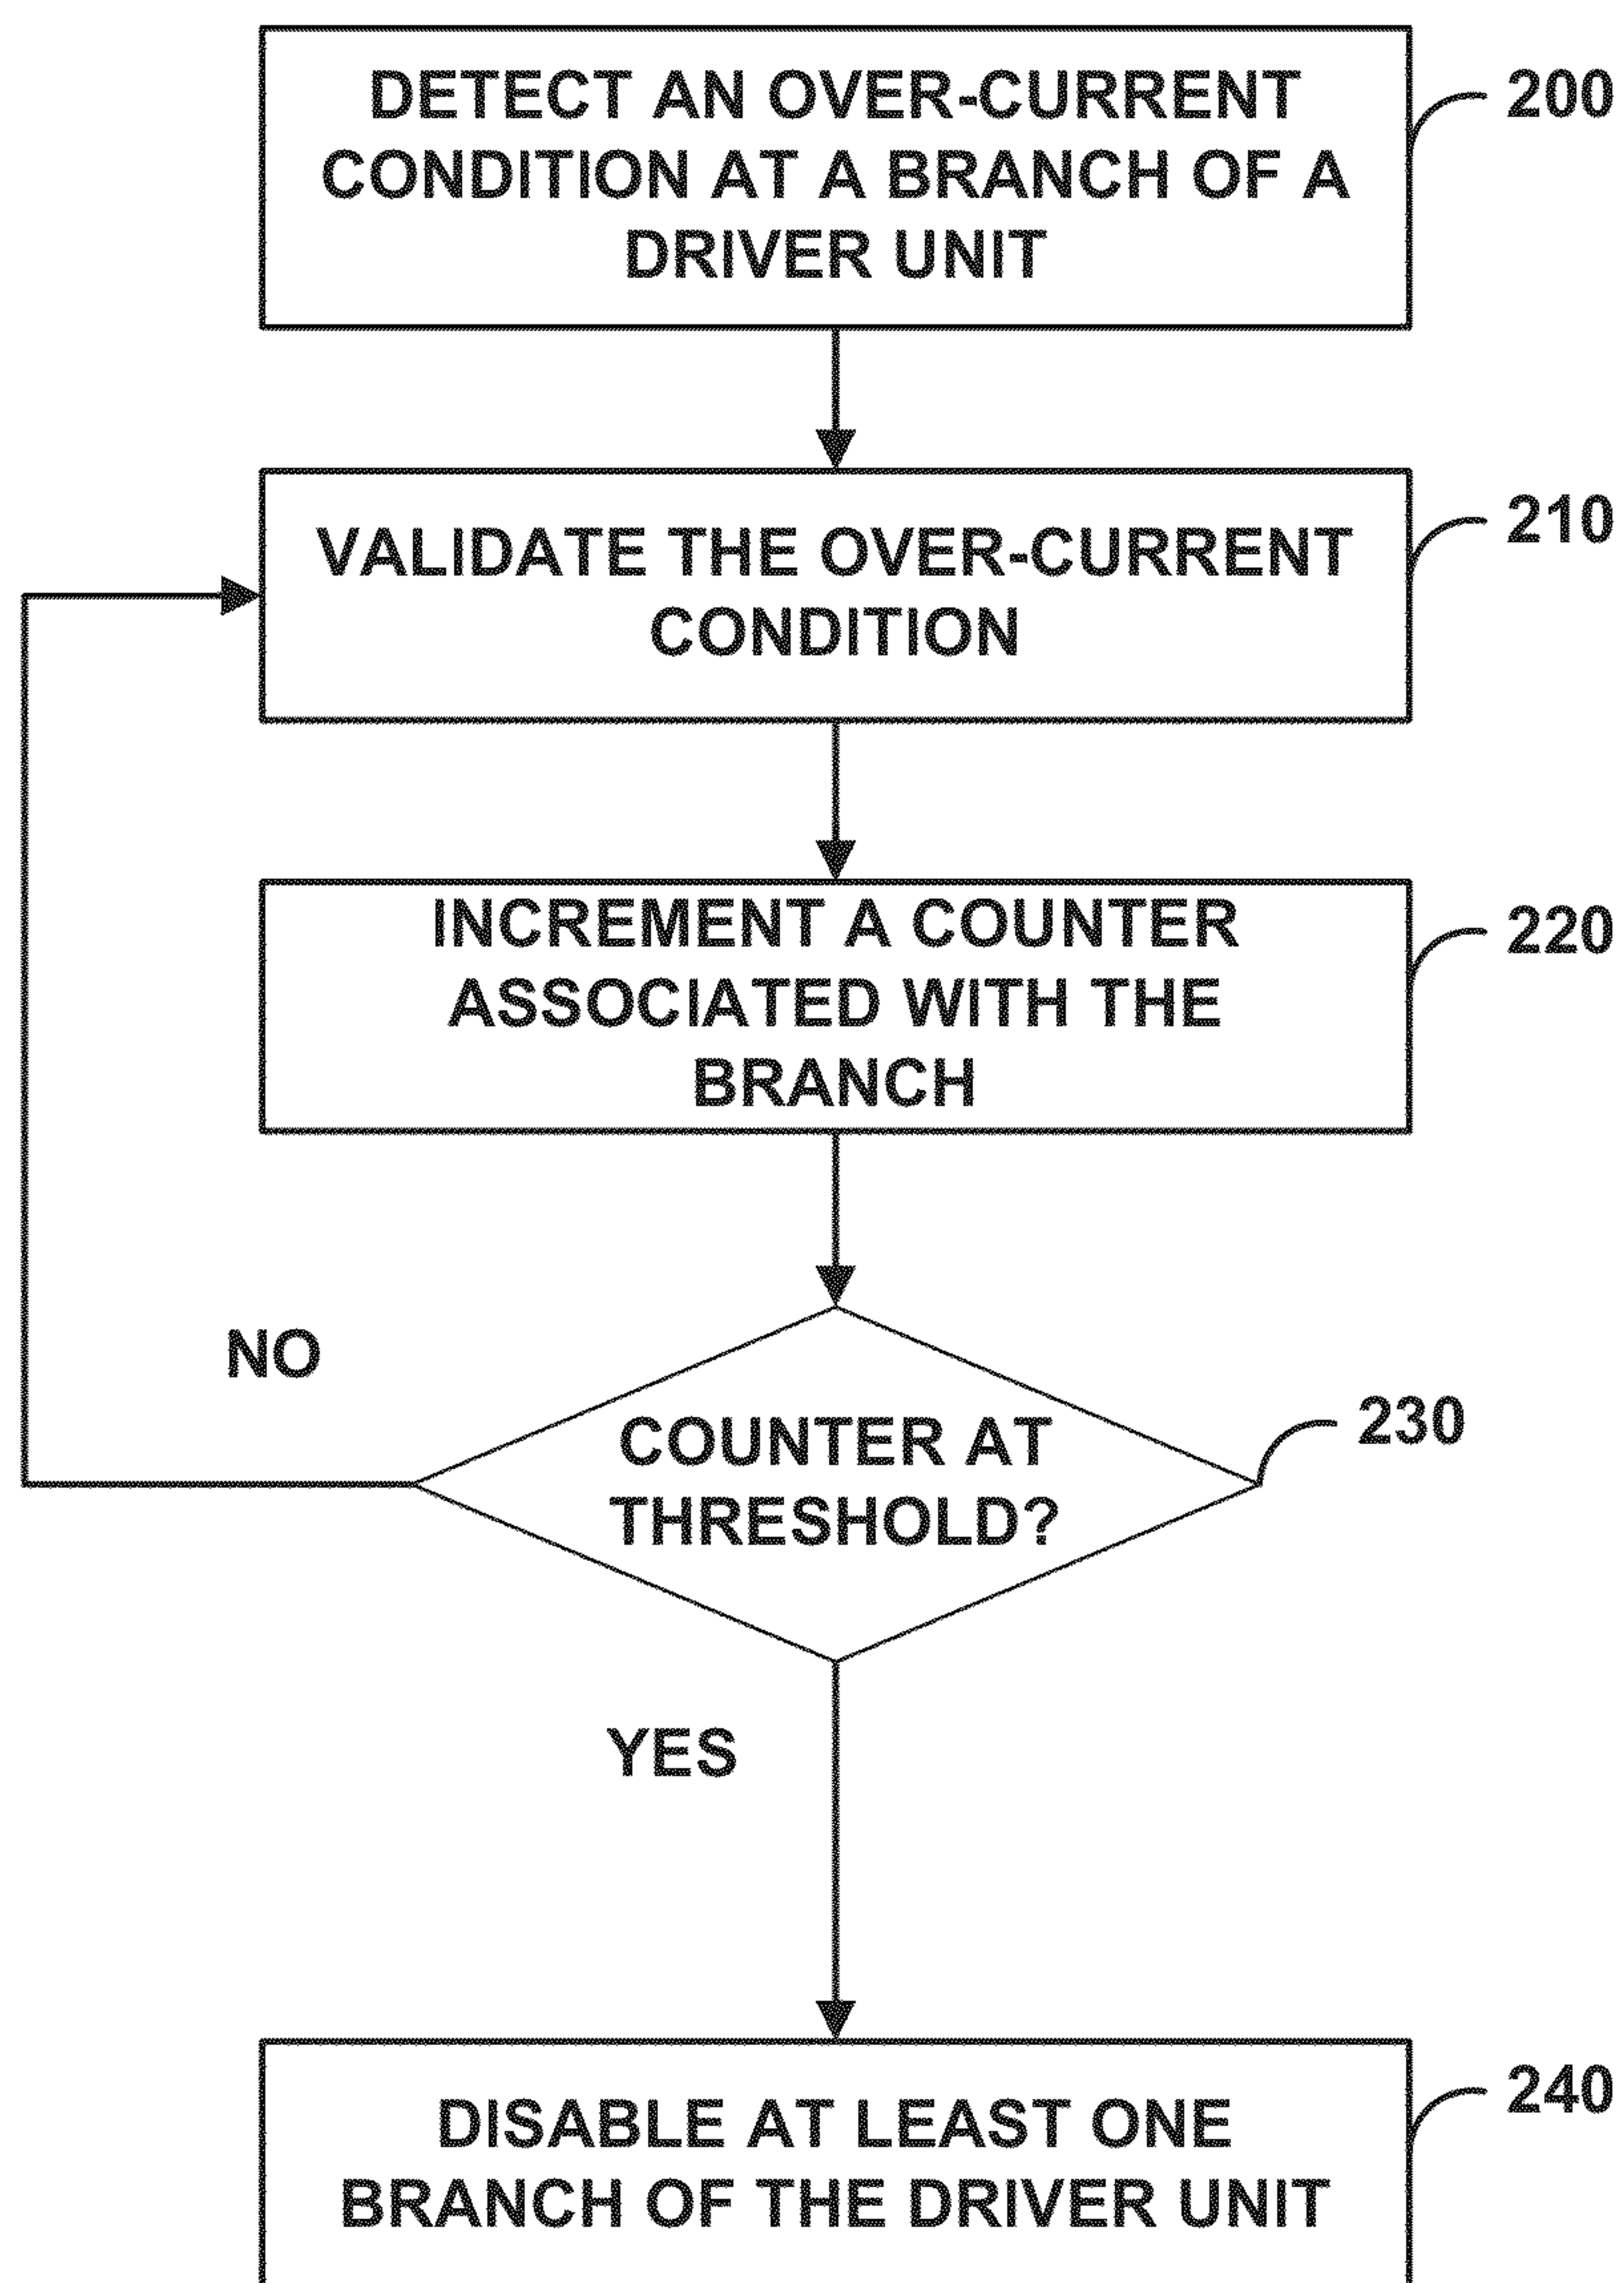 DETECT AN OVER-CURRENT
CONDITION AT A BRANCH OF A
DRIVER UNIT
200
VALIDATE THE OVER-CURRENT
CONDITION
210
INCREMENT A COUNTER
ASSOCIATED WITH THE
BRANCH
220
NO
COUNTER AT
THRESHOLD?
230
YES
DISABLE AT LEAST ONE
BRANCH OF THE DRIVER UNIT
240